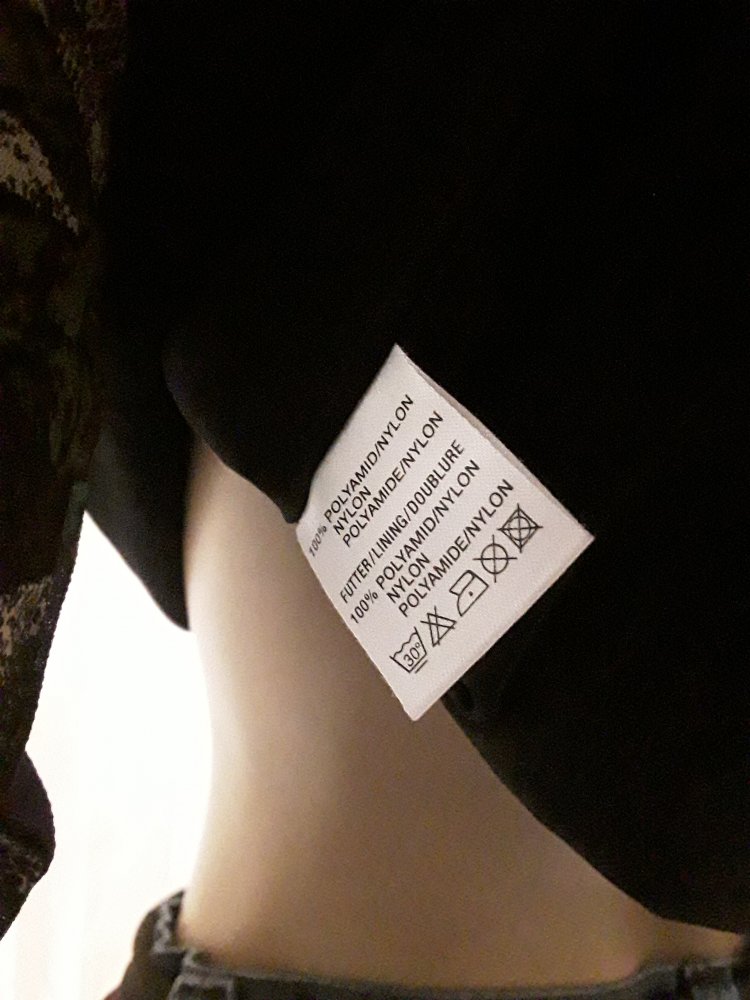 100% POLYAMID/NYLON
NYLON
POLYAMIDE/NYLON
FUTTER/LINING/DOUBLURE
100% POLYAMID/NYLON
NYLON
POLYAMIDE/NYLON
30°